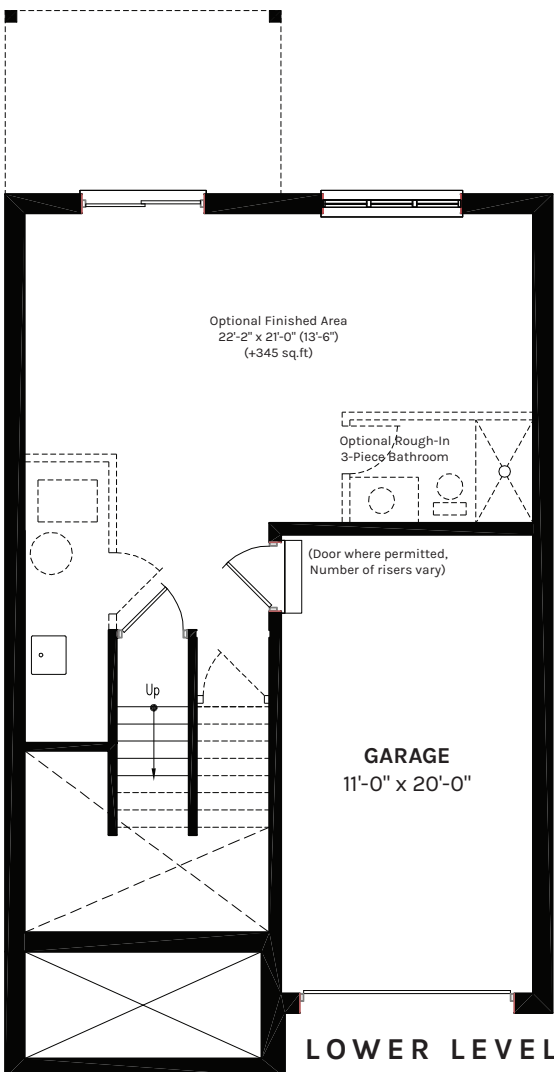 Optional Finished Area
22'-2" x 21'-0" (13'-6")
(+345 sq.ft)
Optional Rough-In
3-Piece Bathroom
(Door where permitted,
Number of risers vary)
Up
GARAGE
11'-0" x 20'-0"
LOWER LEVEL